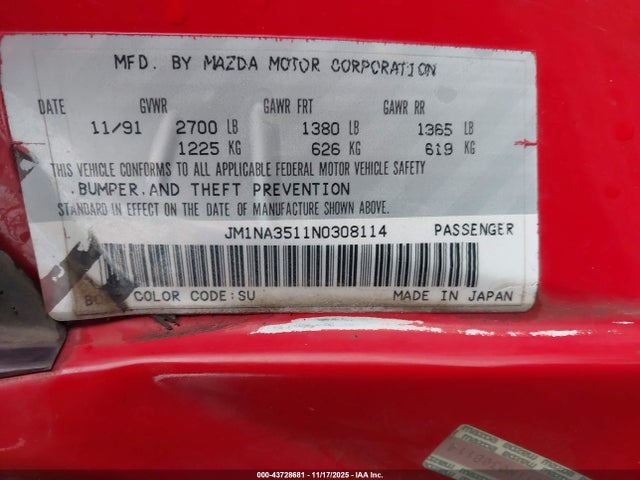 MFD. BY MAZDA MOTOR CORPORATION
DATE GVWR GAWR FRT GAWR RR
11/91 2700 LB 1380 LB 1365 LB
1225 KG 626 KG 619 KG
THIS VEHICLE CONFORMS TO ALL APPLICABLE FEDERAL MOTOR VEHICLE SAFETY
BUMPER, AND THEFT PREVENTION
STANDARD IN EFFECT ON THE DATE OF MANUFACTURE SHOWN ABOVE.
JM1NA3511N0308114 PASSENGER
COLOR CODE:SU MADE IN JAPAN
mazda
000-43728681 - 11/17/2025 - IAAI, Inc.